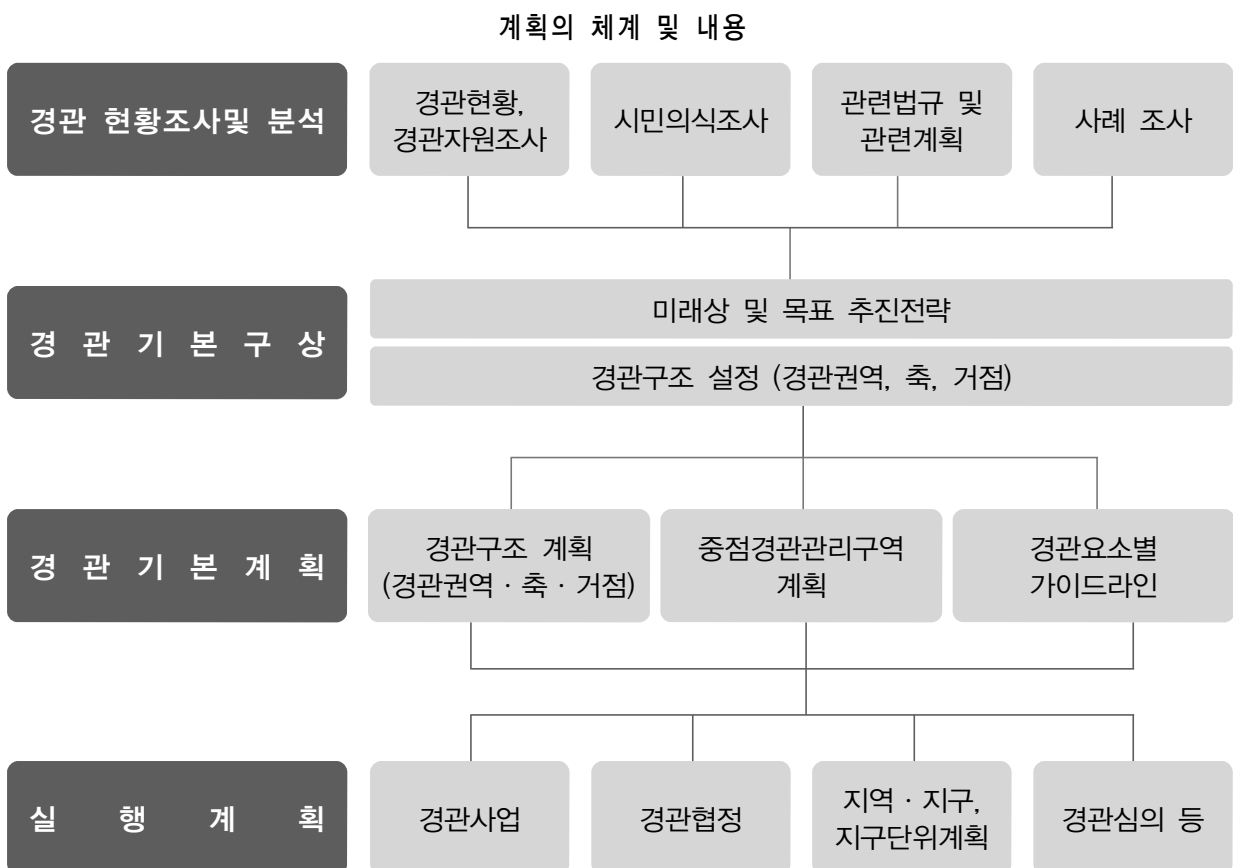 계획의 체계 및 내용
경관 현황조사및 분석
경관현황,
경관자원조사
시민의식조사
관련법규 및
관련계획
사례 조사
경 관 기 본 구 상
미래상 및 목표 추진전략
경관구조 설정 (경관권역, 축, 거점)
경 관 기 본 계 획
경관구조 계획
(경관권역 · 축 · 거점)
중점경관관리구역
계획
경관요소별
가이드라인
실 행 계 획
경관사업
경관협정
지역 · 지구,
지구단위계획
경관심의 등